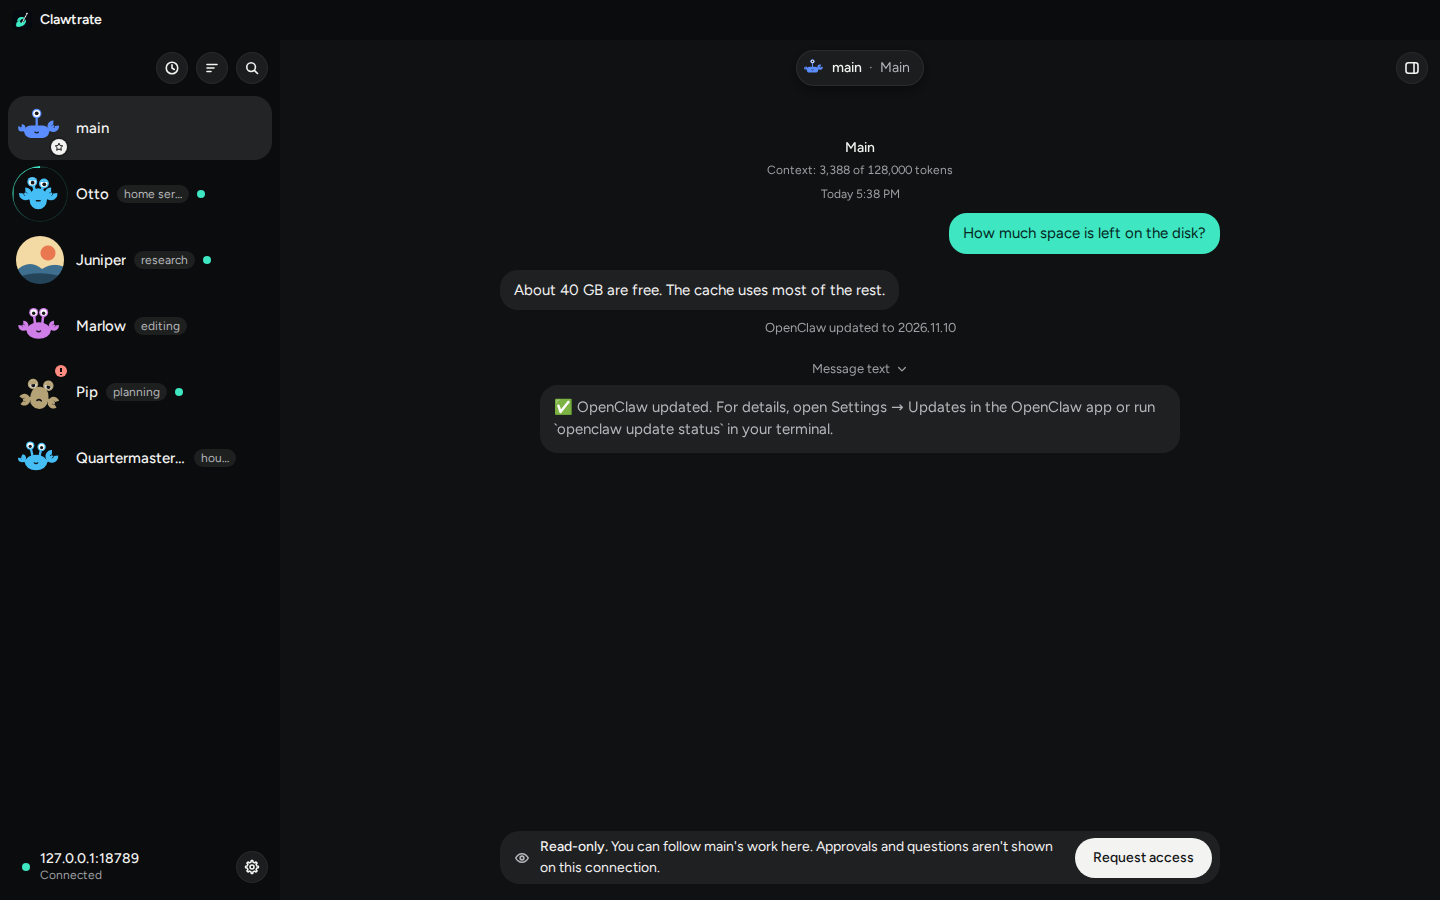 Clawtrate
main
Otto home ser...
Juniper research
Marlow editing
Pip planning
Quartermaster... hou...
127.0.0.1:18789
Connected
main · Main
Main
Context: 3,388 of 128,000 tokens
Today 5:38 PM
How much space is left on the disk?
About 40 GB are free. The cache uses most of the rest.
OpenClaw updated to 2026.11.10
Message text
✅ OpenClaw updated. For details, open Settings → Updates in the OpenClaw app or run
`openclaw update status` in your terminal.
Read-only. You can follow main's work here. Approvals and questions aren't shown
on this connection.
Request access